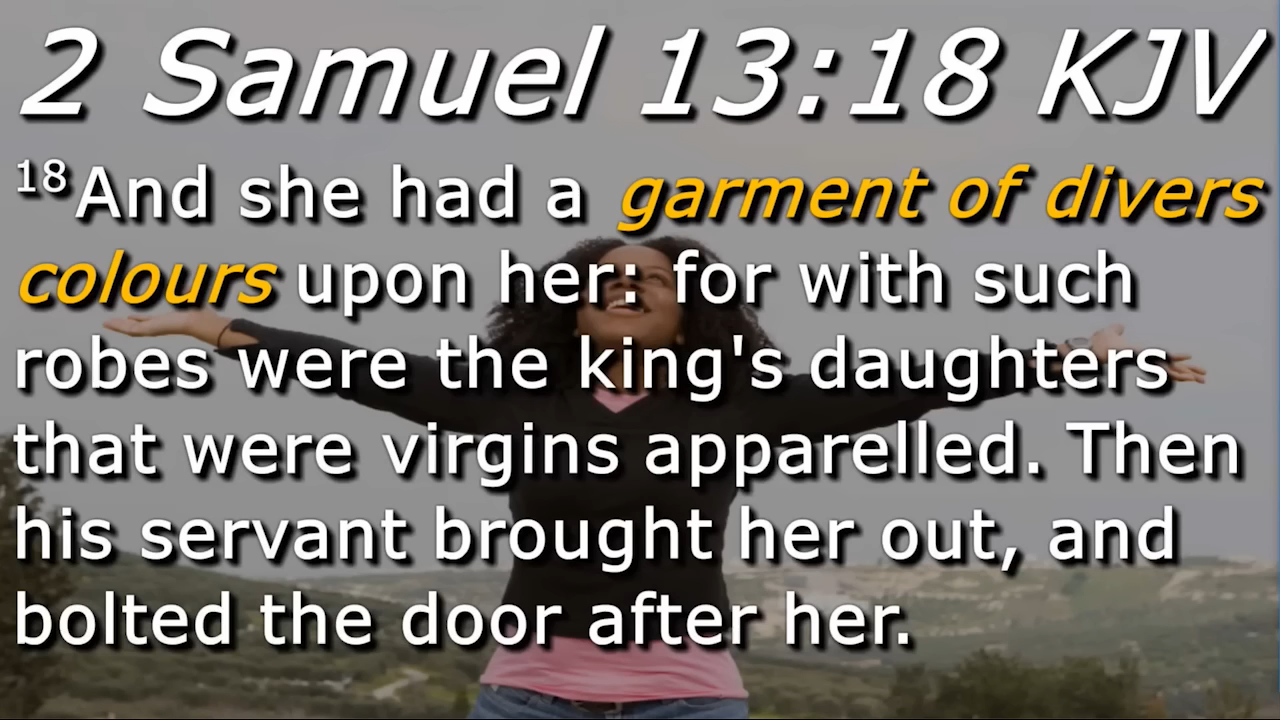 2 Samuel 13:18 KJV
18And she had a garment of divers
colours upon her: for with such
robes were the king's daughters
that were virgins apparelled. Then
his servant brought her out, and
bolted the door after her.